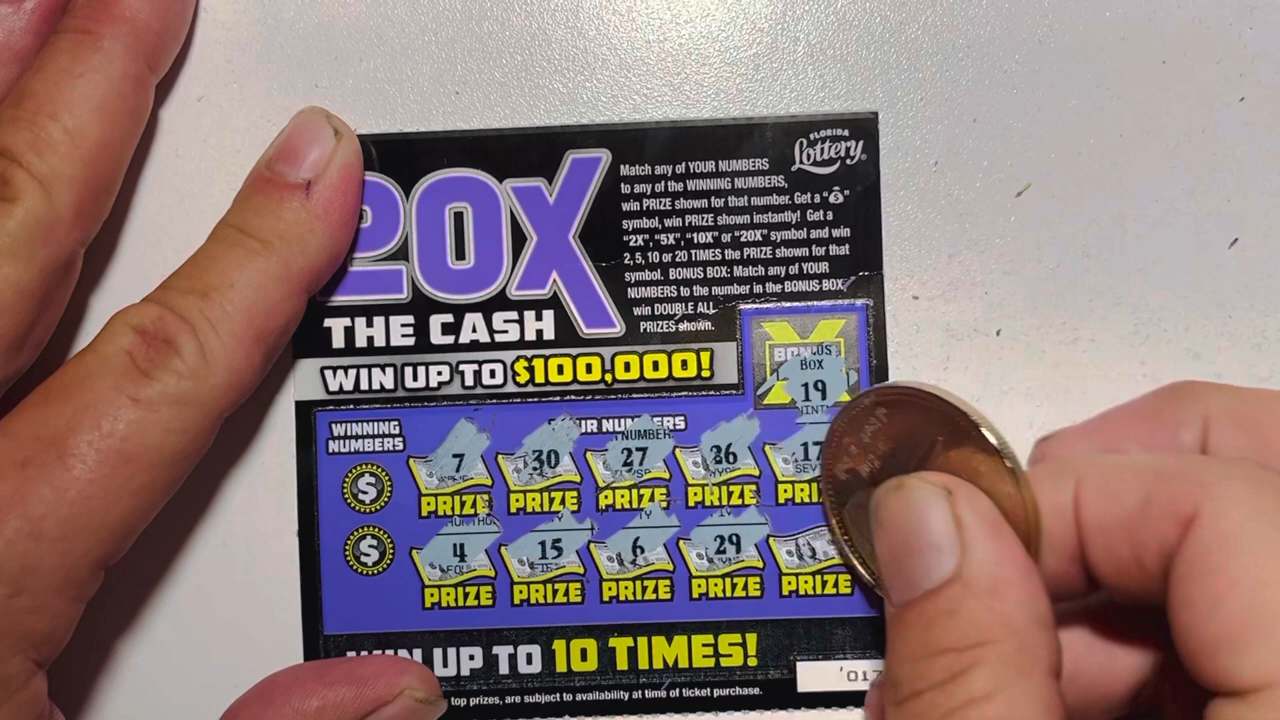 FLORIDA
Lottery
20X
THE CASH
WIN UP TO $100,000!
Match any of YOUR NUMBERS
to any of the WINNING NUMBERS,
win PRIZE shown for that number. Get a "💰"
symbol, win PRIZE shown instantly! Get a
"2X", "5X", "10X" or "20X" symbol and win
2, 5, 10 or 20 TIMES the PRIZE shown for that
symbol. BONUS BOX: Match any of YOUR
NUMBERS to the number in the BONUS BOX,
win DOUBLE ALL
PRIZES shown.
BONUS
BOX
19
WINNING
NUMBERS
YOUR NUMBERS
7 30 27 26 17
PRIZE PRIZE PRIZE PRIZE PRI
4 15 6 29
PRIZE PRIZE PRIZE PRIZE PRIZE
WIN UP TO 10 TIMES!
top prizes, are subject to availability at time of ticket purchase.
017